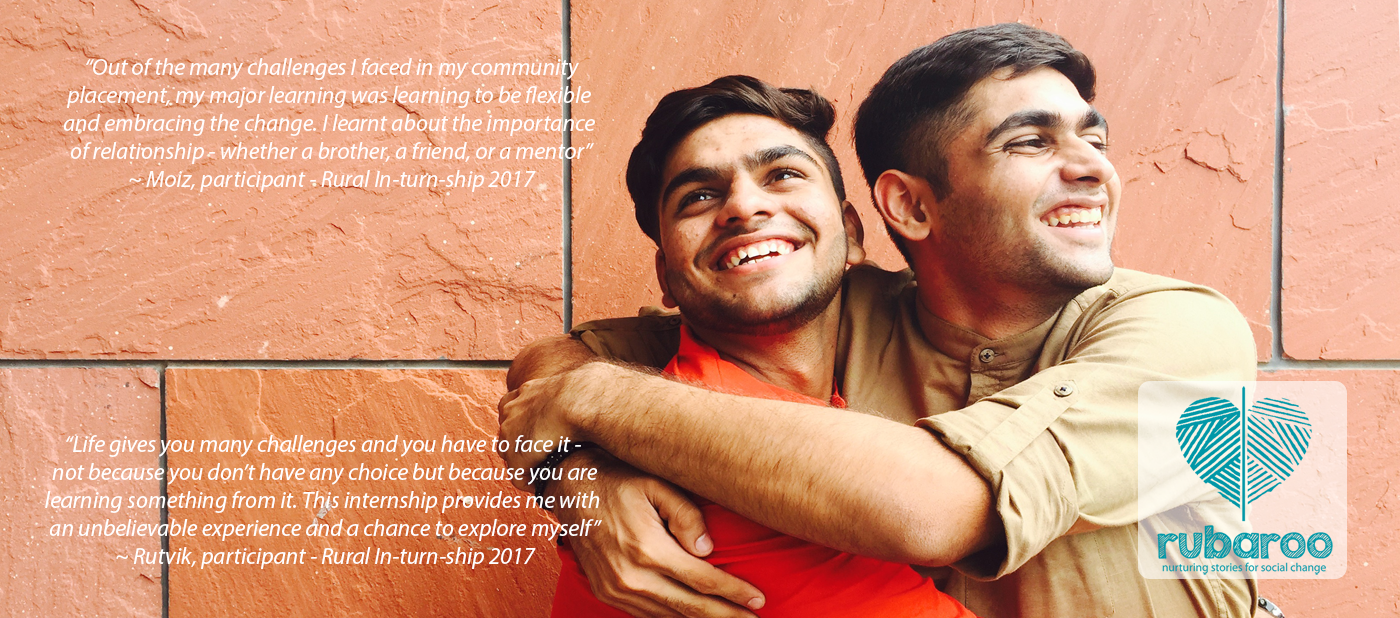 “Out of the many challenges I faced in my community
placement, my major learning was learning to be flexible
and embracing the change. I learnt about the importance
of relationship - whether a brother, a friend, or a mentor”
~ Moiz, participant - Rural In-turn-ship 2017
“Life gives you many challenges and you have to face it -
not because you don’t have any choice but because you are
learning something from it. This internship provides me with
an unbelievable experience and a chance to explore myself”
~ Rutvik, participant - Rural In-turn-ship 2017
rubaroo
nurturing stories for social change